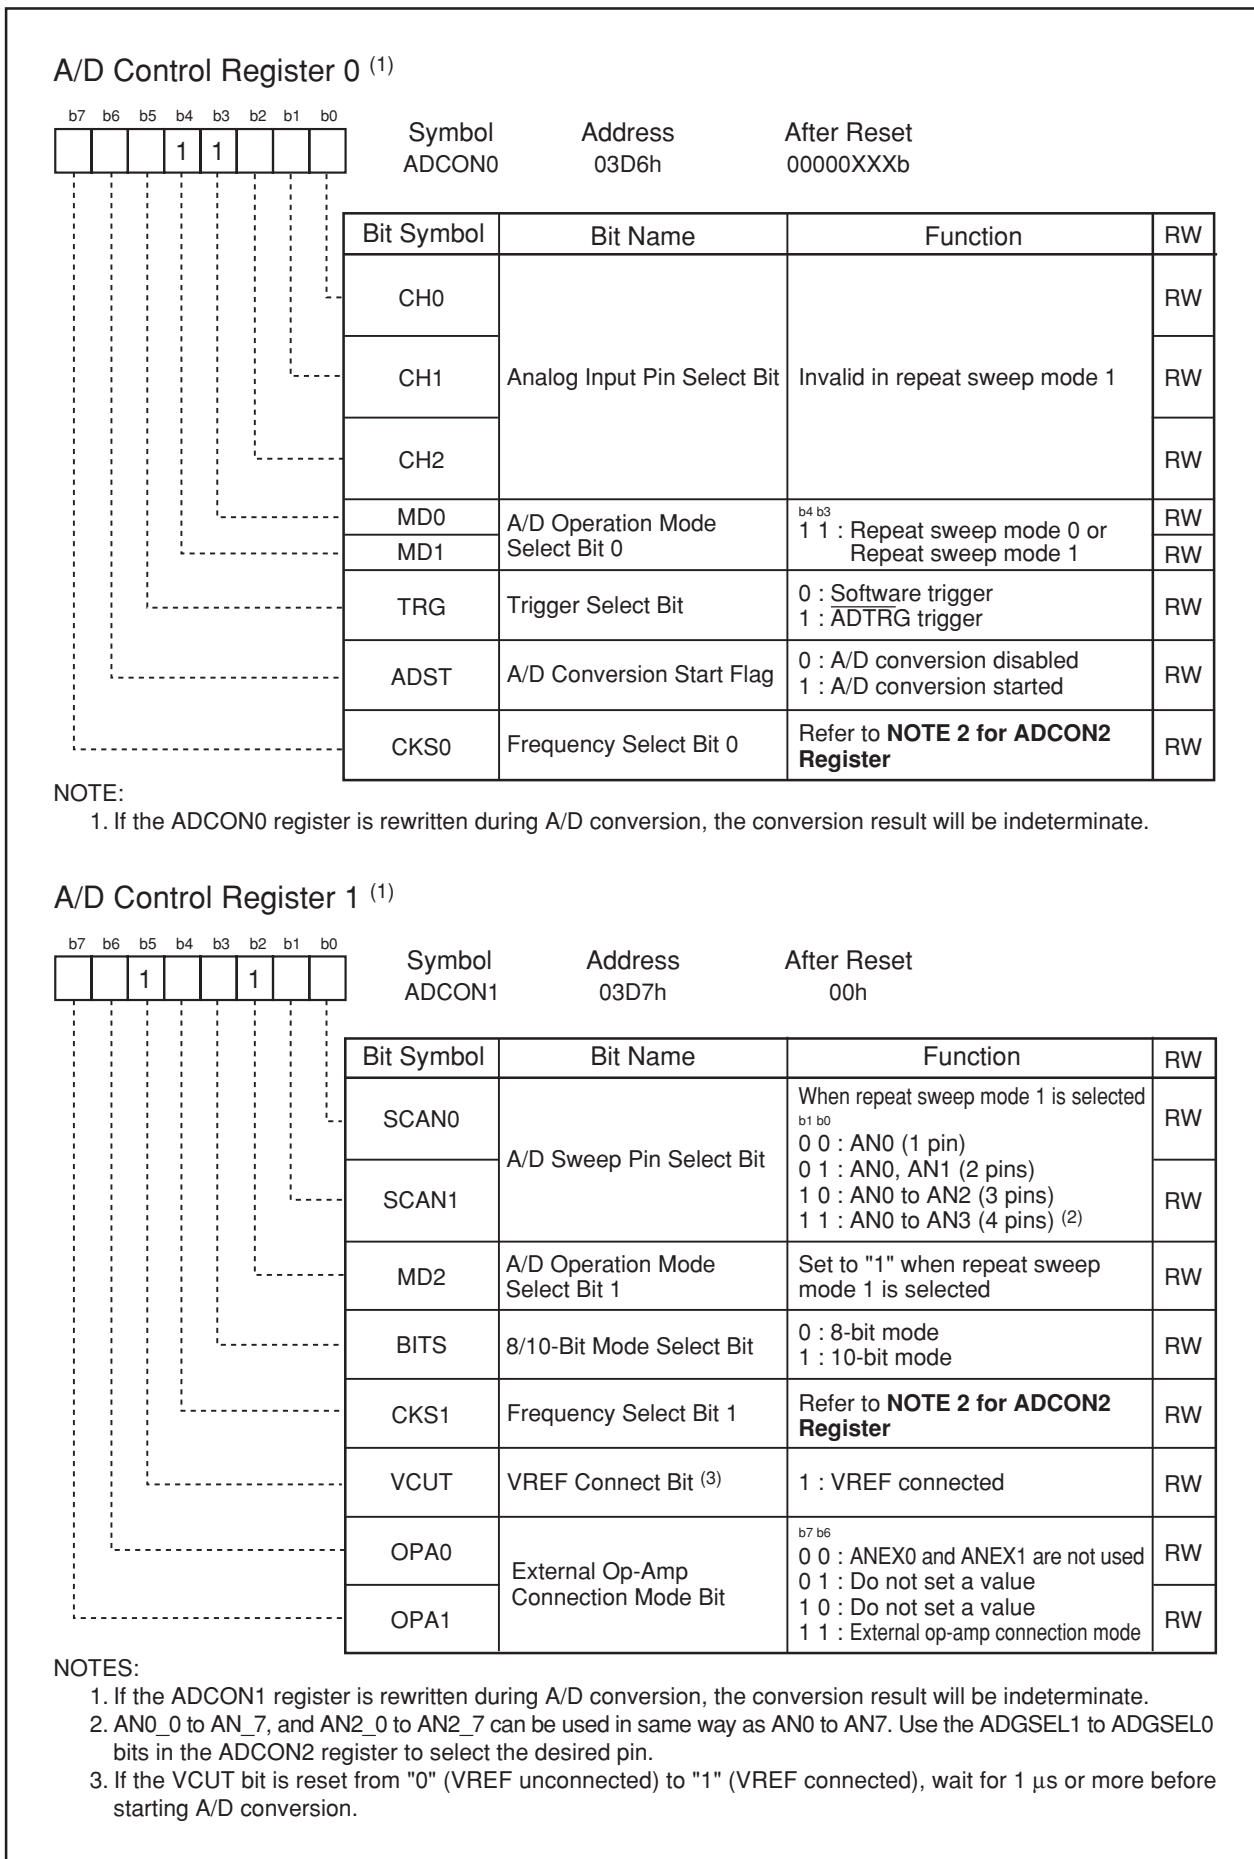 A/D Control Register 0 (1)
b7 b6 b5 b4 b3 b2 b1 b0
1 1
Symbol Address After Reset
ADCON0 03D6h 00000XXXb
Bit Symbol Bit Name Function RW
CH0 RW
CH1 Analog Input Pin Select Bit Invalid in repeat sweep mode 1 RW
CH2 RW
MD0 RW
MD1 RW
A/D Operation Mode
Select Bit 0
b4 b3
1 1 : Repeat sweep mode 0 or
Repeat sweep mode 1
TRG Trigger Select Bit
0 : Software trigger
1 : ADTRG trigger
RW
ADST A/D Conversion Start Flag
0 : A/D conversion disabled
1 : A/D conversion started
RW
CKS0 Frequency Select Bit 0
Refer to NOTE 2 for ADCON2
Register
RW
NOTE:
1. If the ADCON0 register is rewritten during A/D conversion, the conversion result will be indeterminate.
A/D Control Register 1 (1)
b7 b6 b5 b4 b3 b2 b1 b0
1 1
Symbol Address After Reset
ADCON1 03D7h 00h
Bit Symbol Bit Name Function RW
SCAN0 RW
SCAN1 RW
A/D Sweep Pin Select Bit
When repeat sweep mode 1 is selected
b1 b0
0 0 : AN0 (1 pin)
0 1 : AN0, AN1 (2 pins)
1 0 : AN0 to AN2 (3 pins)
1 1 : AN0 to AN3 (4 pins) (2)
MD2
A/D Operation Mode
Select Bit 1
Set to "1" when repeat sweep
mode 1 is selected
RW
BITS 8/10-Bit Mode Select Bit
0 : 8-bit mode
1 : 10-bit mode
RW
CKS1 Frequency Select Bit 1
Refer to NOTE 2 for ADCON2
Register
RW
VCUT VREF Connect Bit (3) 1 : VREF connected RW
OPA0 RW
OPA1 RW
External Op-Amp
Connection Mode Bit
b7 b6
0 0 : ANEX0 and ANEX1 are not used
0 1 : Do not set a value
1 0 : Do not set a value
1 1 : External op-amp connection mode
NOTES:
1. If the ADCON1 register is rewritten during A/D conversion, the conversion result will be indeterminate.
2. AN0_0 to AN_7, and AN2_0 to AN2_7 can be used in same way as AN0 to AN7. Use the ADGSEL1 to ADGSEL0
bits in the ADCON2 register to select the desired pin.
3. If the VCUT bit is reset from "0" (VREF unconnected) to "1" (VREF connected), wait for 1 µs or more before
starting A/D conversion.